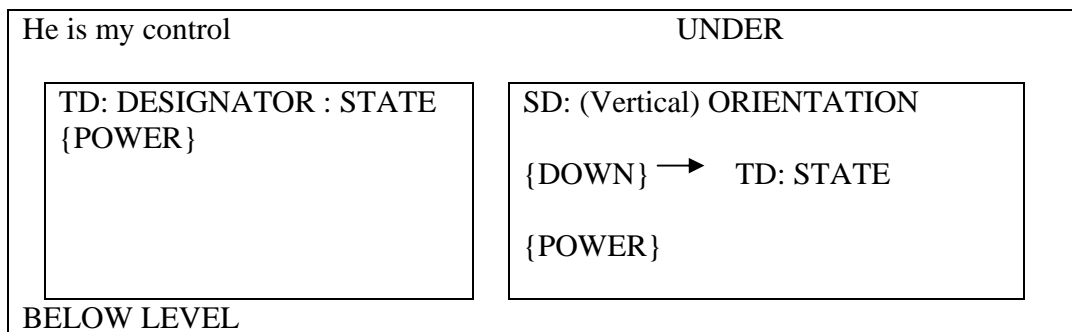 He is my control UNDER
TD: DESIGNATOR : STATE
{POWER}
SD: (Vertical) ORIENTATION
{DOWN} → TD: STATE
{POWER}
BELOW LEVEL